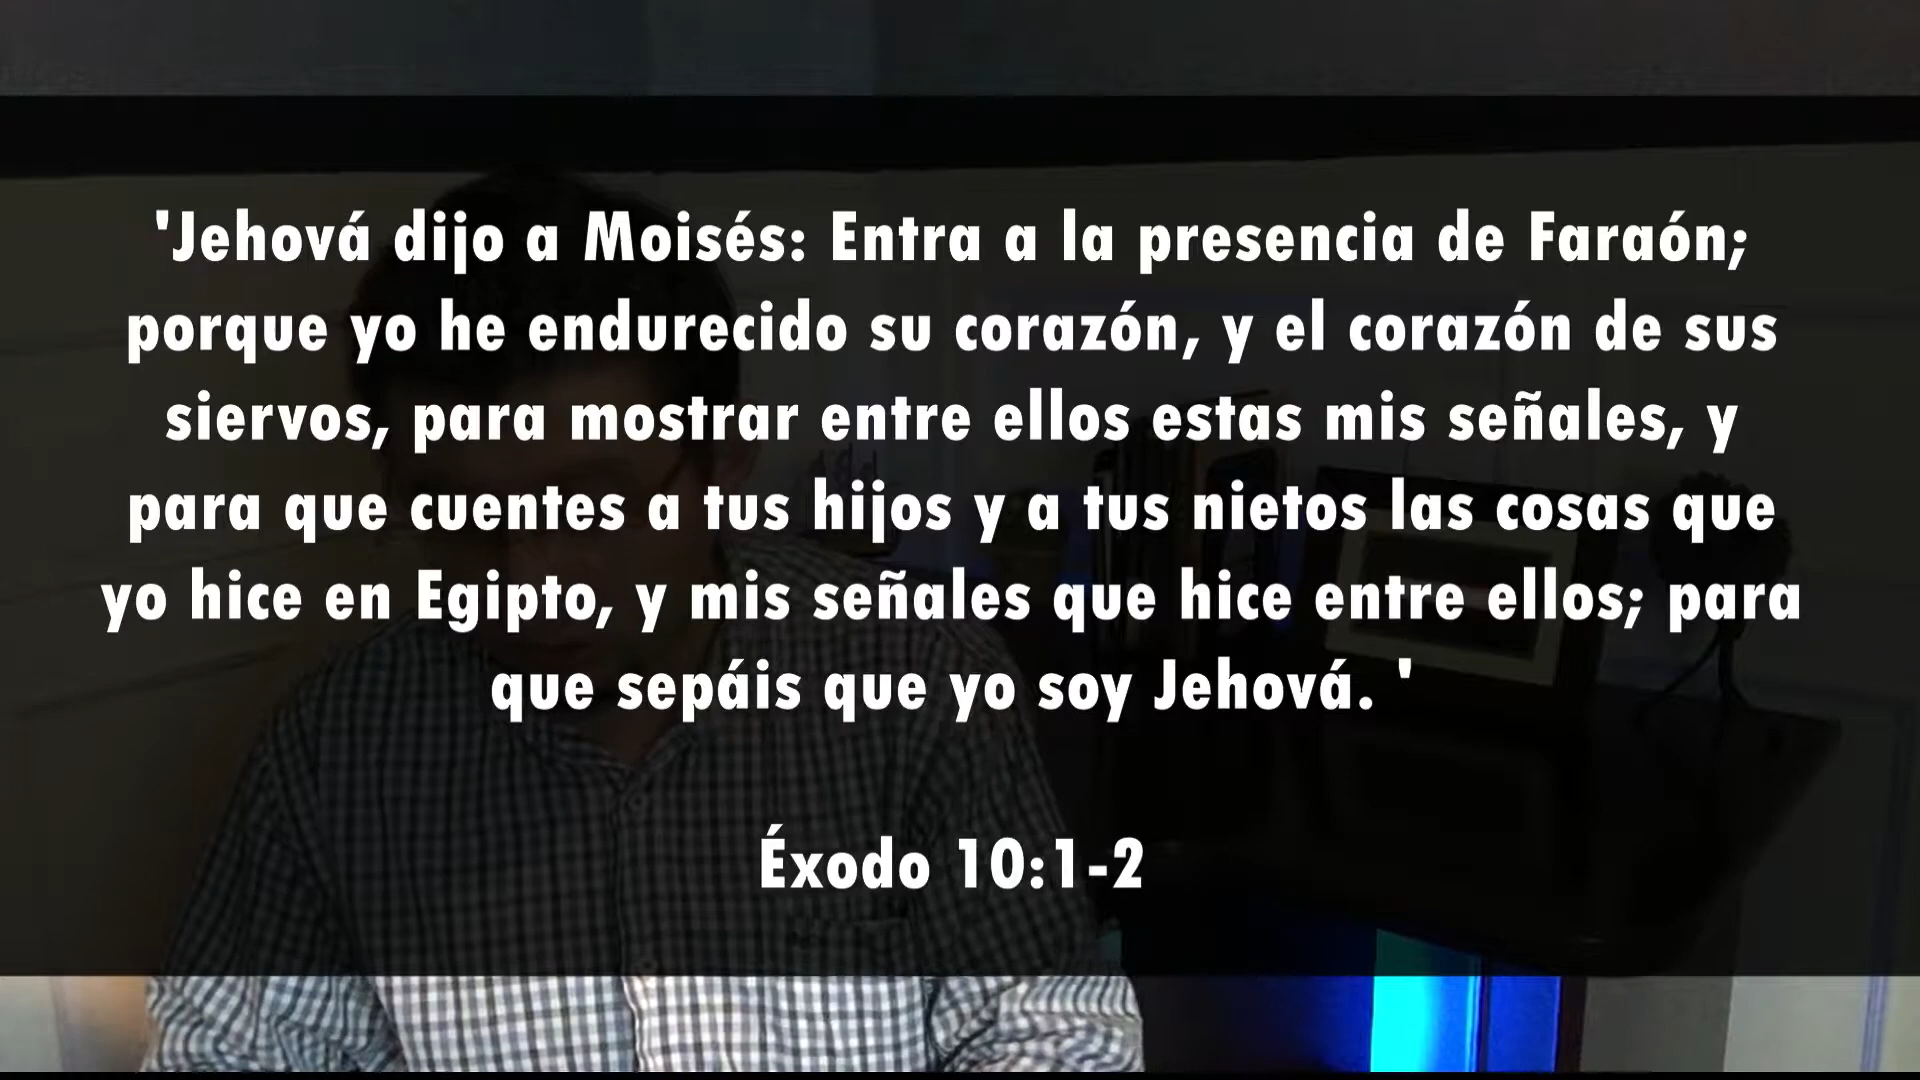 'Jehová dijo a Moisés: Entra a la presencia de Faraón;
porque yo he endurecido su corazón, y el corazón de sus
siervos, para mostrar entre ellos estas mis señales, y
para que cuentes a tus hijos y a tus nietos las cosas que
yo hice en Egipto, y mis señales que hice entre ellos; para
que sepáis que yo soy Jehová. '
Éxodo 10:1-2